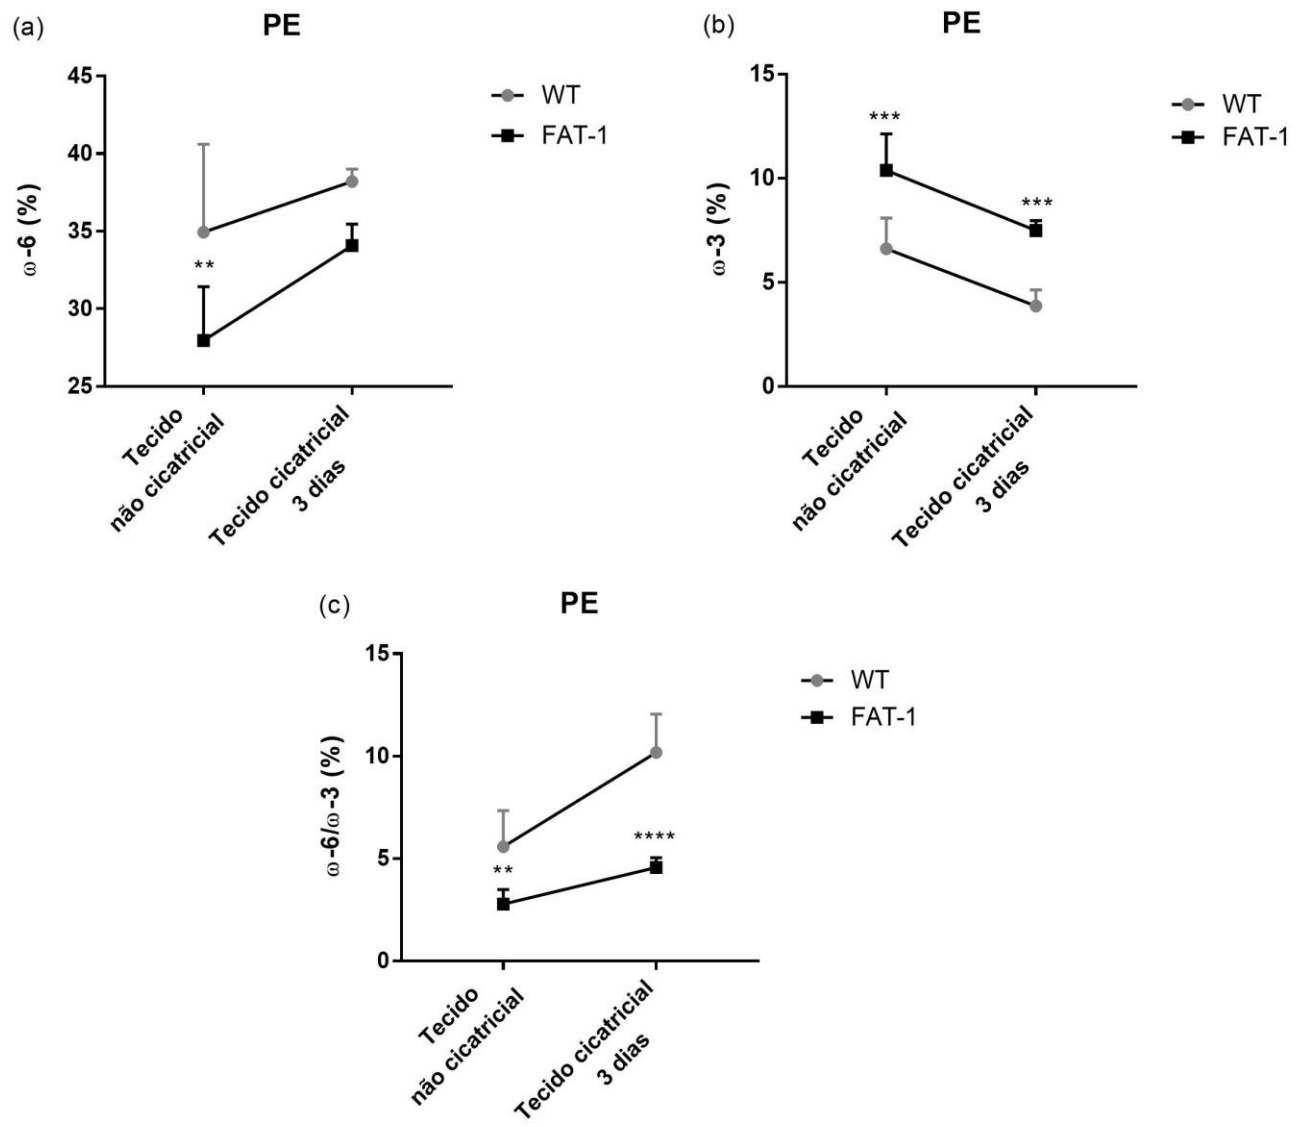 (a)
PE
45
40
35
30
25
ω-6 (%)
**
WT
FAT-1
Tecido
não cicatricial
Tecido cicatricial
3 dias
(b)
PE
15
10
5
0
ω-3 (%)
***
***
WT
FAT-1
Tecido
não cicatricial
Tecido cicatricial
3 dias
(c)
PE
15
10
5
0
ω-6/ω-3 (%)
**
****
WT
FAT-1
Tecido
não cicatricial
Tecido cicatricial
3 dias